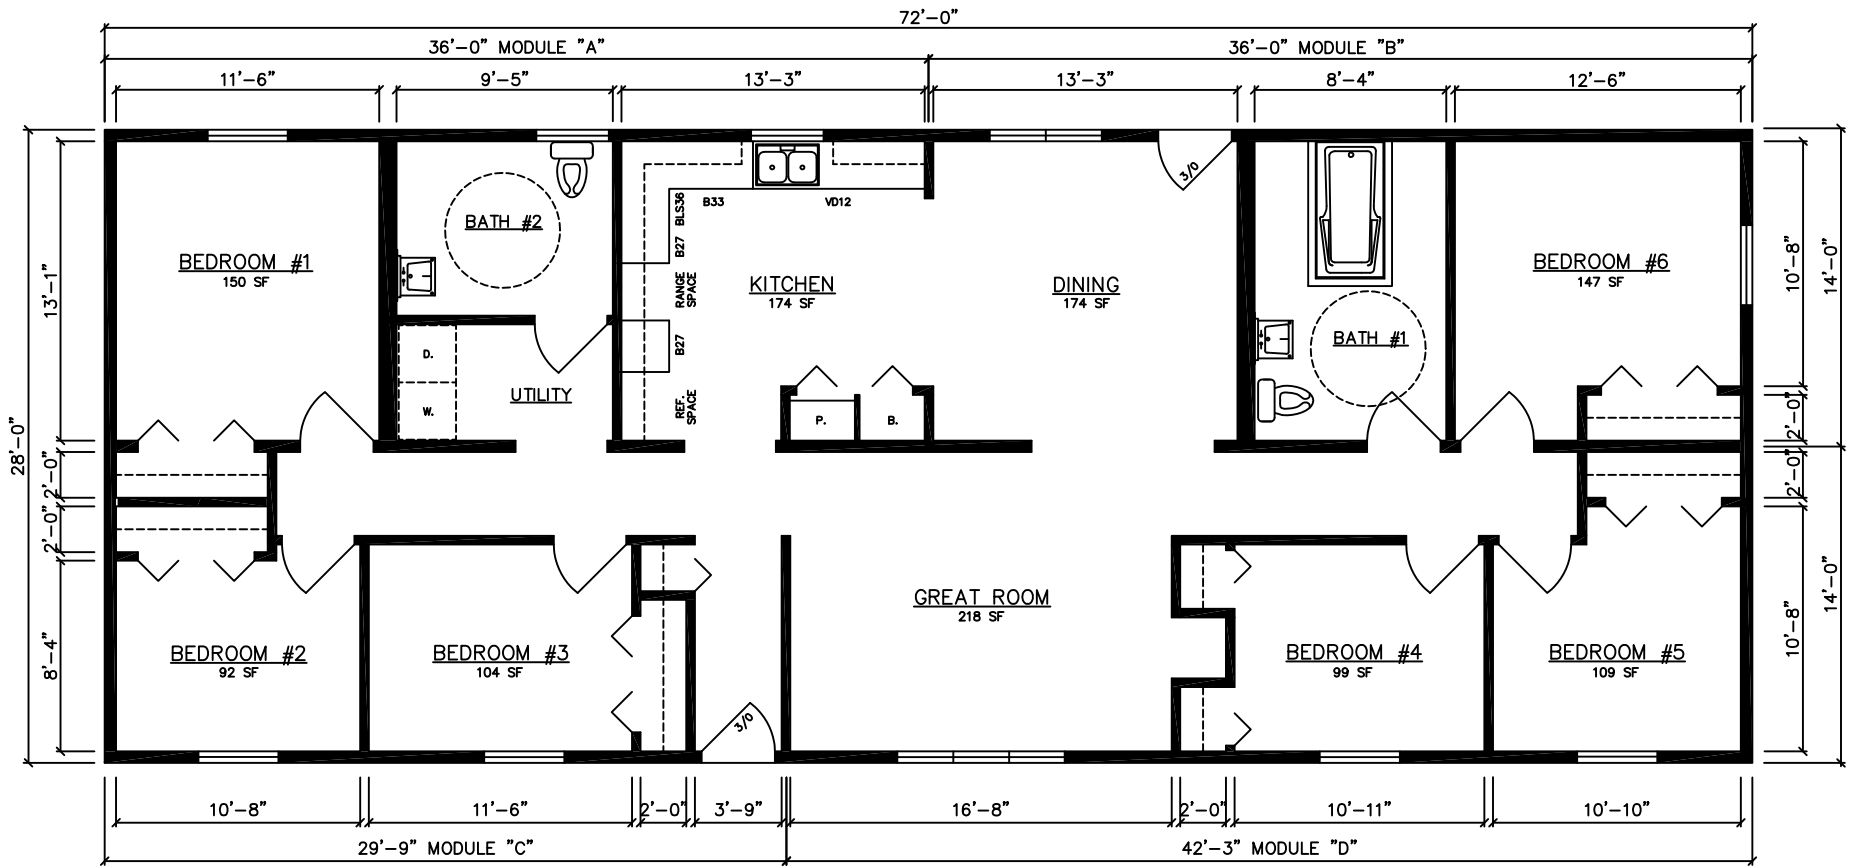 72'-0"
36'-0" MODULE "A"
36'-0" MODULE "B"
11'-6"
9'-5"
13'-3"
13'-3"
8'-4"
12'-6"
3/0
BATH #2
B33
VD12
BLS36
B27
RANGE
SPACE
B27
REF.
SPACE
BEDROOM #1
150 SF
KITCHEN
174 SF
DINING
174 SF
BEDROOM #6
147 SF
BATH #1
D.
W.
UTILITY
P.
B.
13'-1"
2'-0"
2'-0"
8'-4"
28'-0"
10'-8"
2'-0"
2'-0"
10'-8"
14'-0"
14'-0"
GREAT ROOM
218 SF
BEDROOM #2
92 SF
BEDROOM #3
104 SF
BEDROOM #4
99 SF
BEDROOM #5
109 SF
3/0
10'-8"
11'-6"
2'-0"
3'-9"
16'-8"
2'-0"
10'-11"
10'-10"
29'-9" MODULE "C"
42'-3" MODULE "D"